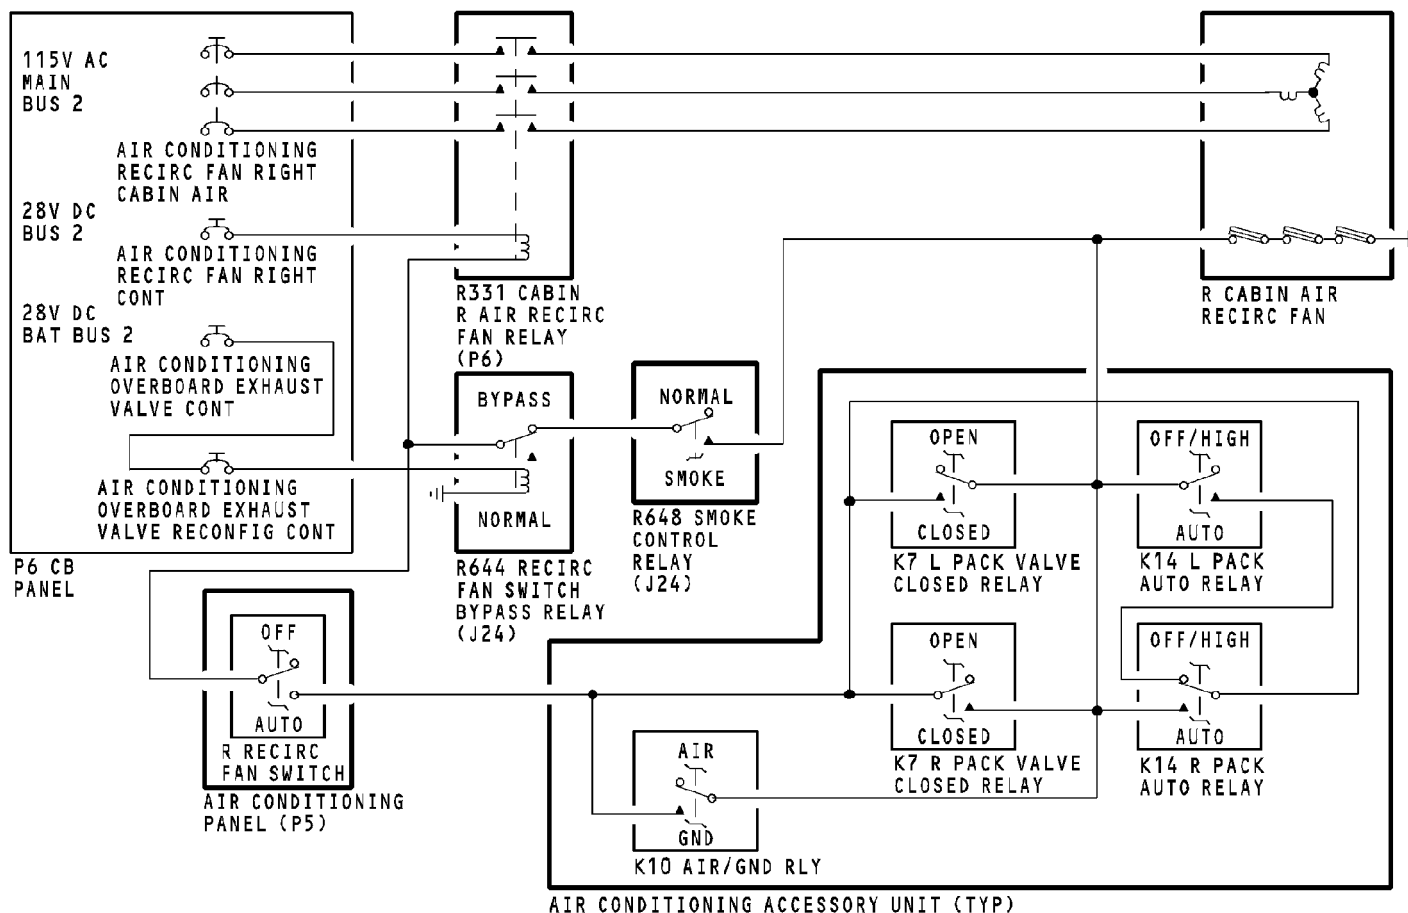 115V AC
MAIN
BUS 2
AIR CONDITIONING
RECIRC FAN RIGHT
CABIN AIR
28V DC
BUS 2
AIR CONDITIONING
RECIRC FAN RIGHT
CONT
28V DC
BAT BUS 2
AIR CONDITIONING
OVERBOARD EXHAUST
VALVE CONT
AIR CONDITIONING
OVERBOARD EXHAUST
VALVE RECONFIG CONT
P6 CB
PANEL
R331 CABIN
R AIR RECIRC
FAN RELAY
(P6)
R CABIN AIR
RECIRC FAN
BYPASS
NORMAL
R644 RECIRC
FAN SWITCH
BYPASS RELAY
(J24)
NORMAL
SMOKE
R648 SMOKE
CONTROL
RELAY
(J24)
OPEN
CLOSED
K7 L PACK VALVE
CLOSED RELAY
OFF/HIGH
AUTO
K14 L PACK
AUTO RELAY
OFF
AUTO
R RECIRC
FAN SWITCH
AIR CONDITIONING
PANEL (P5)
OPEN
CLOSED
K7 R PACK VALVE
CLOSED RELAY
OFF/HIGH
AUTO
K14 R PACK
AUTO RELAY
AIR
GND
K10 AIR/GND RLY
AIR CONDITIONING ACCESSORY UNIT (TYP)